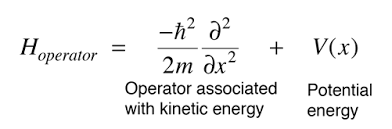 H_operator = −ħ² ∂² / 2m ∂x² + V(x)
Operator associated Potential
with kinetic energy energy